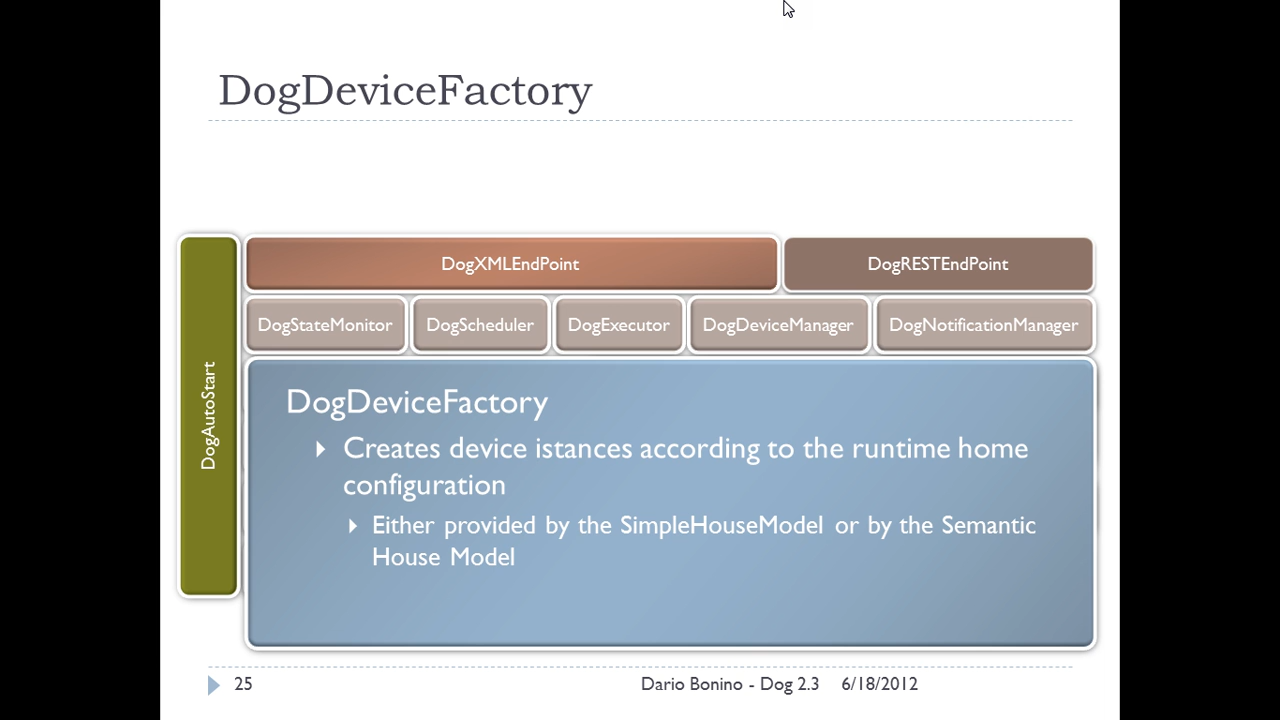 DogDeviceFactory
DogXMLEndPoint
DogRESTEndPoint
DogStateMonitor
DogScheduler
DogExecutor
DogDeviceManager
DogNotificationManager
DogAutoStart
DogDeviceFactory
Creates device istances according to the runtime home
configuration
Either provided by the SimpleHouseModel or by the Semantic
House Model
25
Dario Bonino - Dog 2.3
6/18/2012